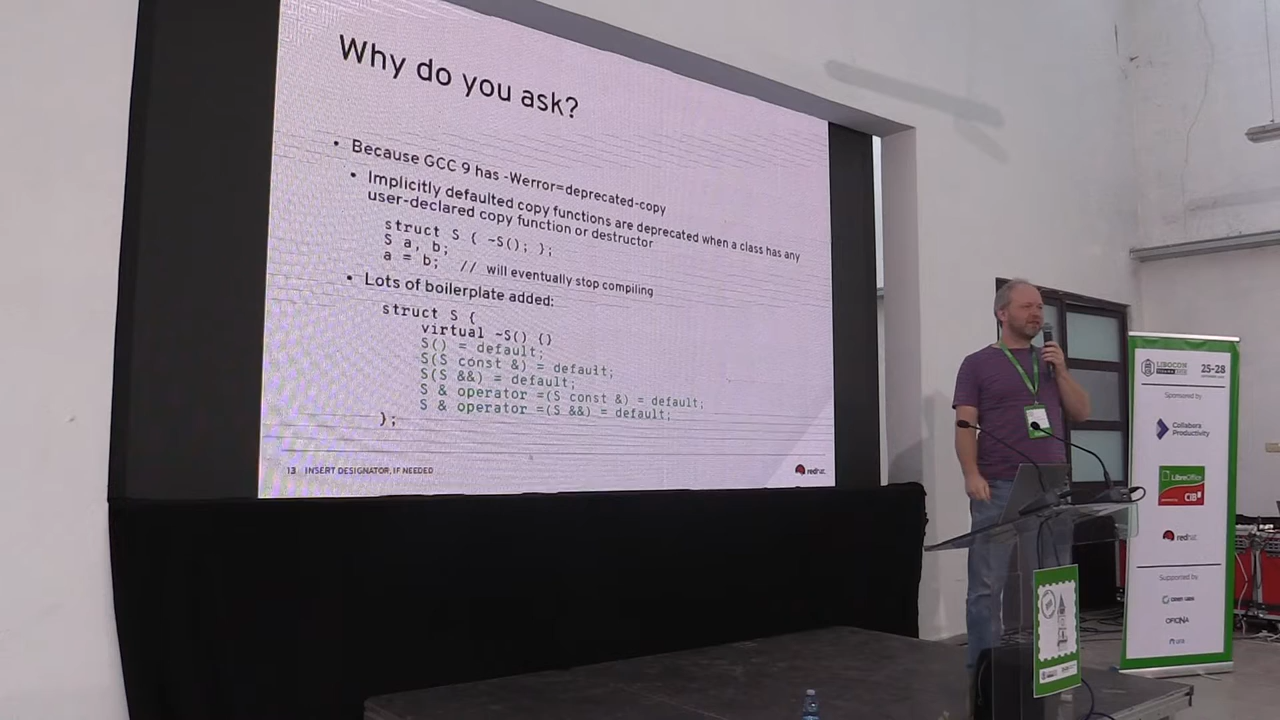 Why do you ask?
• Because GCC 9 has -Werror=deprecated-copy
• Implicitly defaulted copy functions are deprecated when a class has any
user-declared copy function or destructor
struct S { ~S(); };
S a, b;
a = b; // will eventually stop compiling
• Lots of boilerplate added:
struct S {
virtual ~S() {}
S() = default;
S(S const &) = default;
S(S &&) = default;
S & operator =(S const &) = default;
S & operator =(S &&) = default;
};
13 INSERT DESIGNATOR, IF NEEDED
redhat.
LIBOCON
25-28
Sponsored by
Collabora
Productivity
LibreOffice
CIB
redhat
Supported by
OFICINA